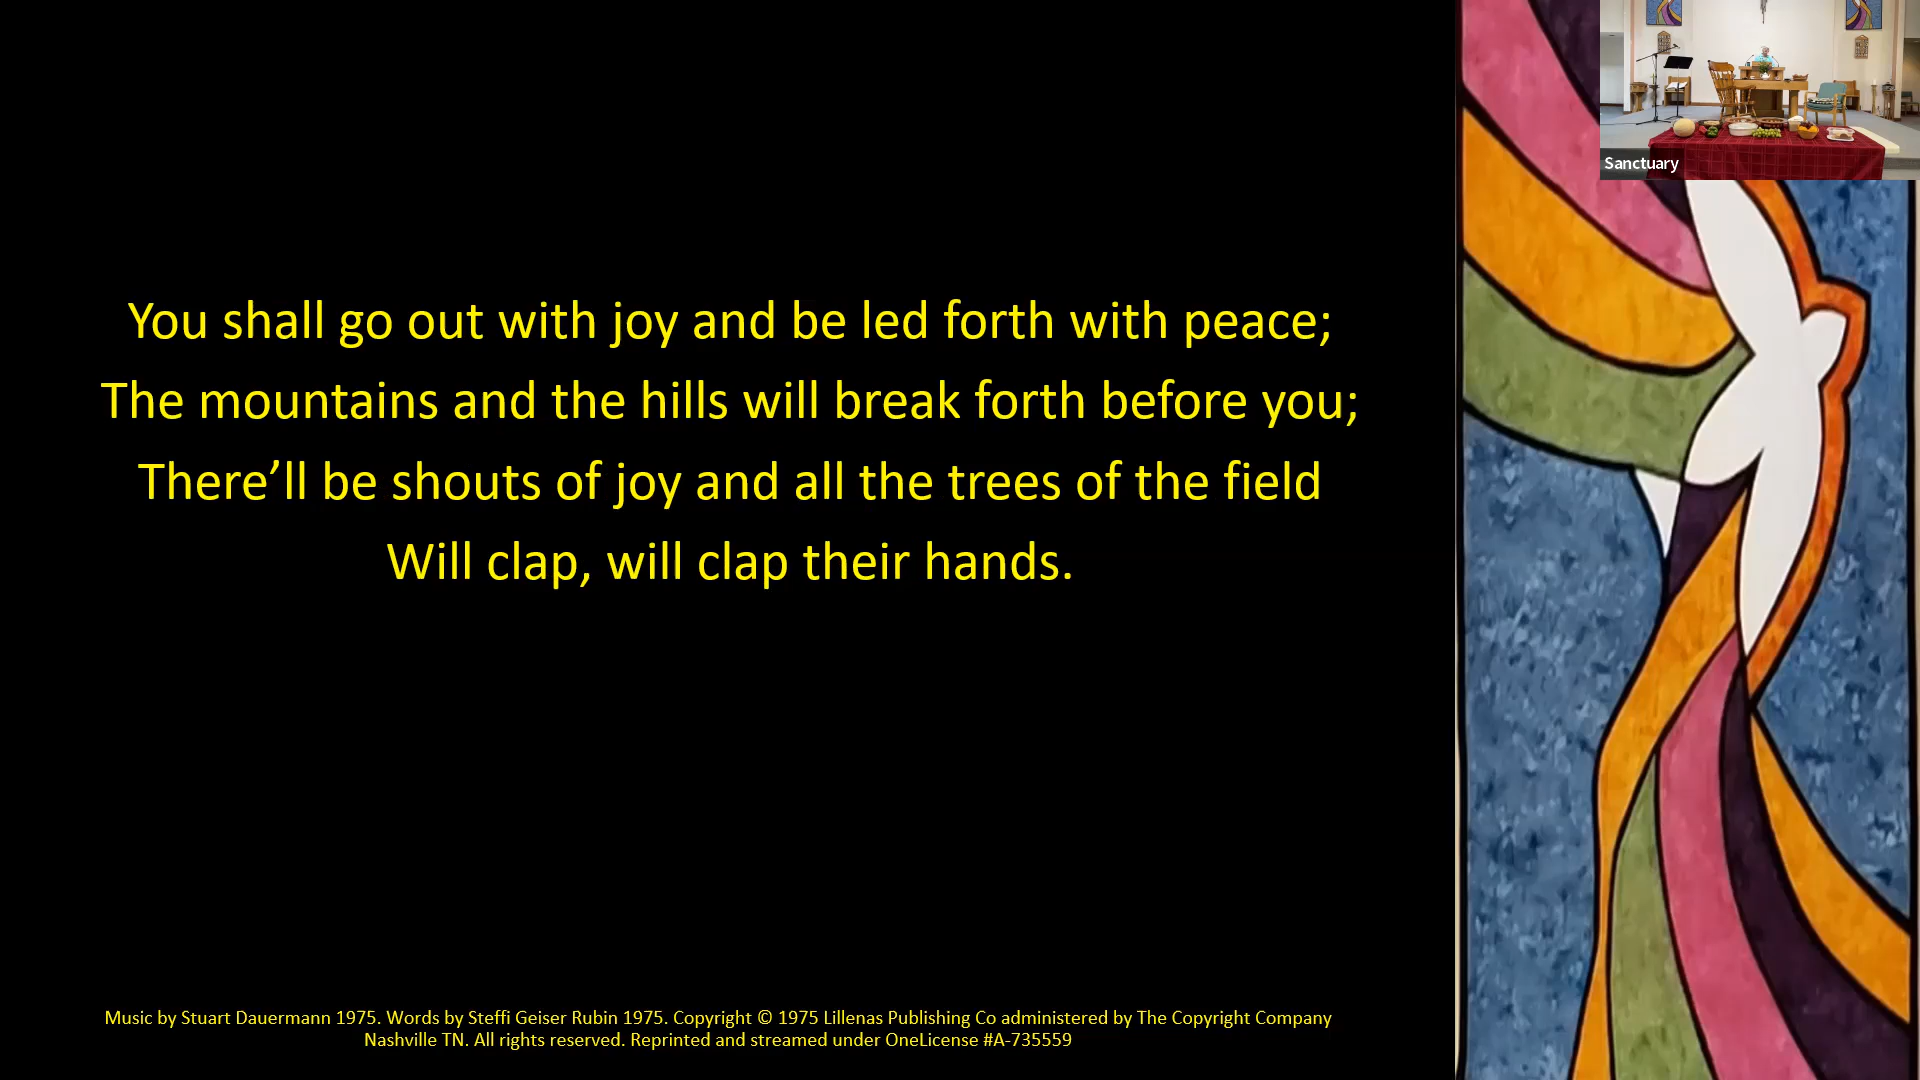 Sanctuary
You shall go out with joy and be led forth with peace;
The mountains and the hills will break forth before you;
There’ll be shouts of joy and all the trees of the field
Will clap, will clap their hands.
Music by Stuart Dauermann 1975. Words by Steffi Geiser Rubin 1975. Copyright © 1975 Lillenas Publishing Co administered by The Copyright Company
Nashville TN. All rights reserved. Reprinted and streamed under OneLicense #A-735559